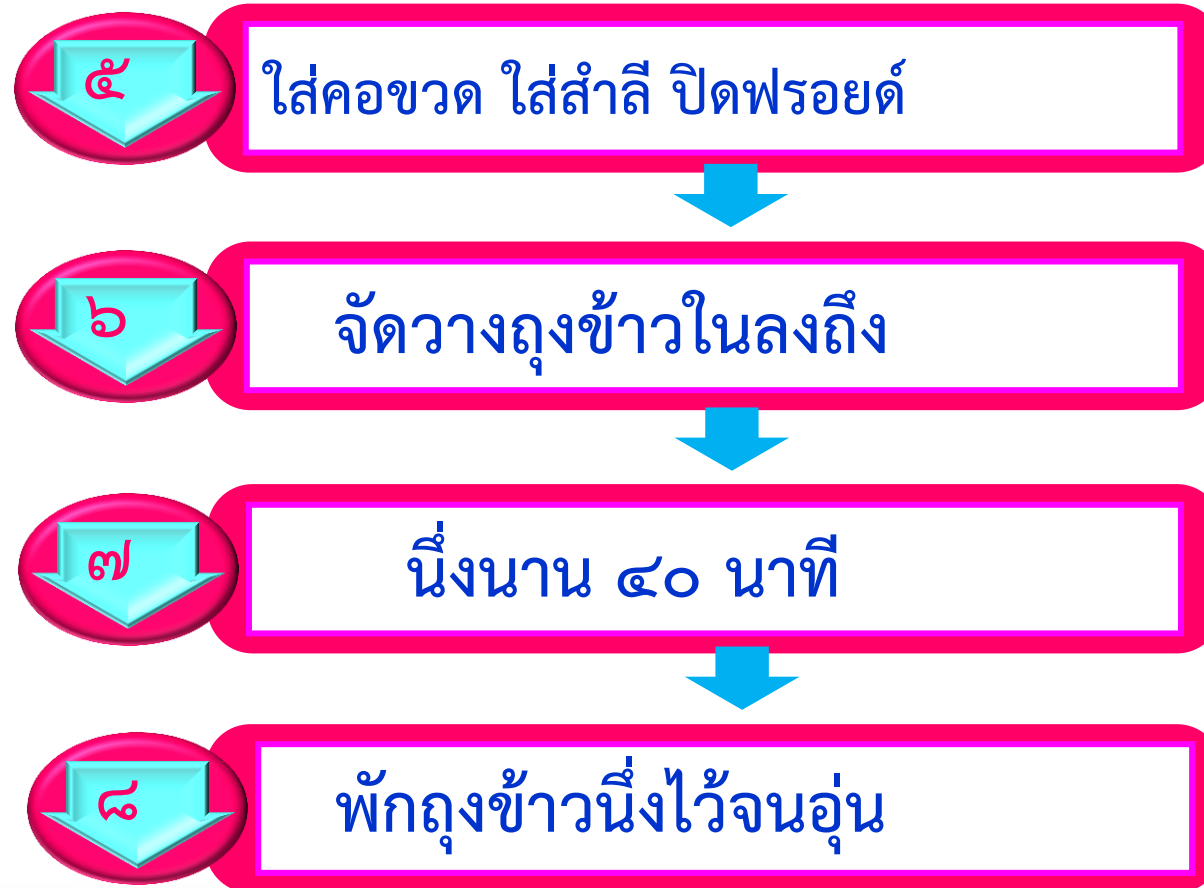 ๕
ใส่คอขวด ใส่สำลี ปิดฟรอยด์
๖
จัดวางถุงข้าวในลงถึง
๗
นึ่งนาน ๔๐ นาที
๘
พักถุงข้าวนึ่งไว้จนอุ่น